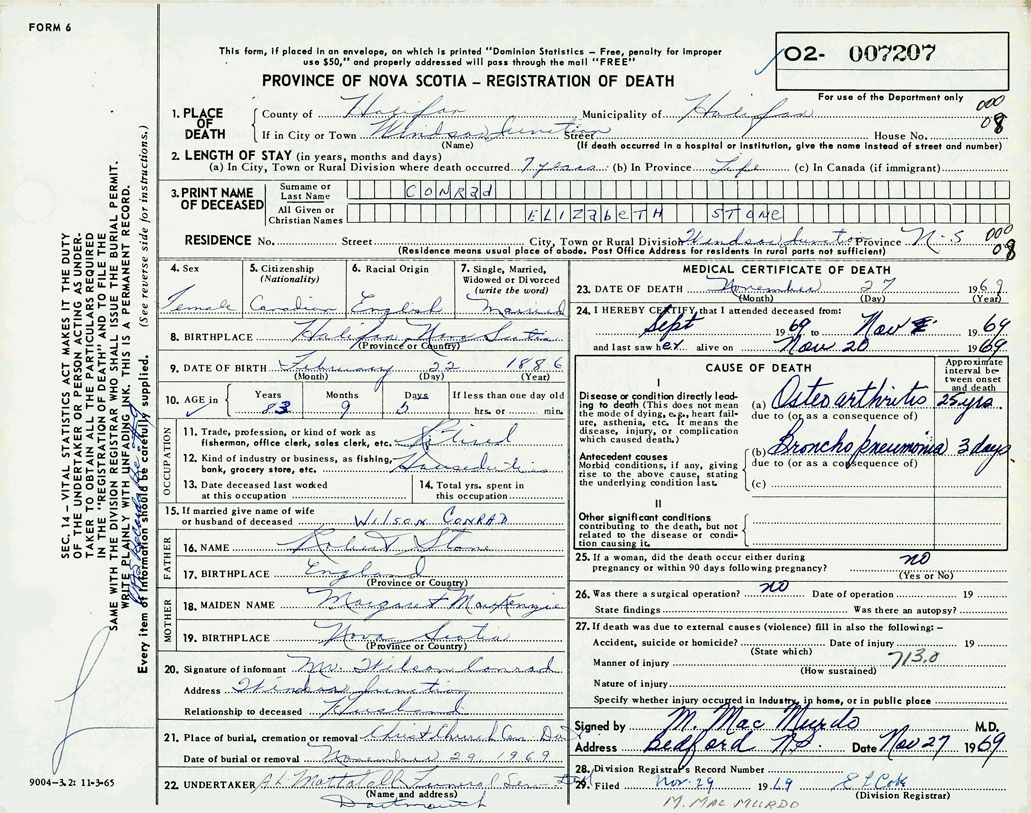 FORM 6
This form, if placed in an envelope, on which is printed "Dominion Statistics – Free, penalty for improper
use $50," and properly addressed will pass through the mail "FREE"
PROVINCE OF NOVA SCOTIA – REGISTRATION OF DEATH
O2- 007207
For use of the Department only
SEC. 14 – VITAL STATISTICS ACT MAKES IT THE DUTY
OF THE UNDERTAKER OR PERSON ACTING AS UNDER-
TAKER TO OBTAIN ALL THE PARTICULARS REQUIRED
IN THE "REGISTRATION OF DEATH" AND TO FILE THE
SAME WITH THE DIVISION REGISTRAR WHO SHALL ISSUE THE BURIAL PERMIT.
WRITE PLAINLY WITH UNFADING INK. THIS IS A PERMANENT RECORD.
Every item of information should be carefully supplied. (See reverse side for instructions.)
1. PLACE OF DEATH
County of Halifax Municipality of Halifax 000
If in City or Town Windsor Junction Street House No. 08
(Name) (If death occurred in a hospital or institution, give the name instead of street and number)
2. LENGTH OF STAY (in years, months and days)
(a) In City, Town or Rural Division where death occurred 7 years (b) In Province Life (c) In Canada (if immigrant)
3. PRINT NAME OF DECEASED
Surname or Last Name CONRAd
All Given or Christian Names ELIZAbETH STONE
RESIDENCE No. Street City, Town or Rural Division Windsor Junction Province N-S 000 08
(Residence means usual place of abode. Post Office Address for residents in rural parts not sufficient)
4. Sex Female
5. Citizenship (Nationality) Canadian
6. Racial Origin English
7. Single, Married, Widowed or Divorced (write the word) Married
8. BIRTHPLACE Halifax Nova Scotia
(Province or Country)
9. DATE OF BIRTH February 22 1886
(Month) (Day) (Year)
10. AGE in Years 83 Months 9 Days 5 If less than one day old hrs. or min.
OCCUPATION
11. Trade, profession, or kind of work as fisherman, office clerk, sales clerk, etc. Retired
12. Kind of industry or business, as fishing, bank, grocery store, etc. Housedutis
13. Date deceased last worked at this occupation
14. Total yrs. spent in this occupation
15. If married give name of wife or husband of deceased WILSON CONRAD
FATHER
16. NAME Robert Stone
17. BIRTHPLACE England
(Province or Country)
MOTHER
18. MAIDEN NAME Margaret MacKenzie
19. BIRTHPLACE Nova Scotia
(Province or Country)
20. Signature of informant Mr. Wilson Conrad
Address Windsor Junction
Relationship to deceased Husband
21. Place of burial, cremation or removal Christ Church Cem
Date of burial or removal November 29 1969
22. UNDERTAKER Mattatall Funeral Ser
(Name and address)
Dartmouth
MEDICAL CERTIFICATE OF DEATH
23. DATE OF DEATH November 27 1969
(Month) (Day) (Year)
24. I HEREBY CERTIFY that I attended deceased from:
Sept 1969 to Nov 1969
and last saw her alive on Nov 20 1969
CAUSE OF DEATH
Approximate interval between onset and death
I
Disease or condition directly leading to death (This does not mean the mode of dying, e.g., heart failure, asthenia, etc. It means the disease, injury, or complication which caused death.)
(a) Osteoarthritis 25 yrs
due to (or as a consequence of)
Antecedent causes
Morbid conditions, if any, giving rise to the above cause, stating the underlying condition last.
(b) Bronchopneumonia 3 days
due to (or as a consequence of)
(c)
II
Other significant conditions
contributing to the death, but not related to the disease or condition causing it.
25. If a woman, did the death occur either during pregnancy or within 90 days following pregnancy? no
(Yes or No)
26. Was there a surgical operation? no Date of operation 19
State findings Was there an autopsy?
27. If death was due to external causes (violence) fill in also the following: –
Accident, suicide or homicide? Date of injury 19
(State which)
Manner of injury 713.0
(How sustained)
Nature of injury
Specify whether injury occurred in Industry, in home, or in public place
Signed by M. Mac Murdo M.D.
Address Bedford N.S. Date Nov 27 1969
28. Division Registrar's Record Number
29. Filed Nov. 29 1969
(Division Registrar)
M. MAC MURDO
9004-3.2: 11-3-65